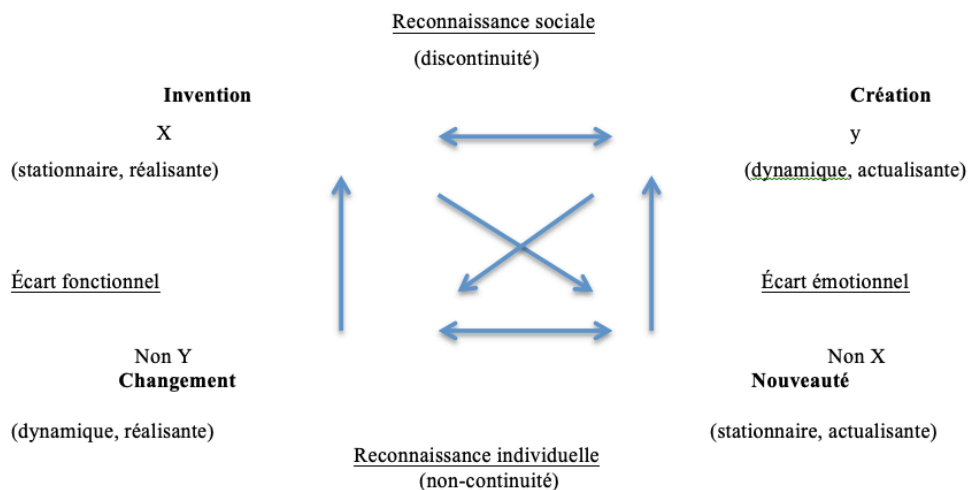 Reconnaissance sociale
(discontinuité)
Invention
Création
X
y
(stationnaire, réalisante)
(dynamique, actualisante)
Écart fonctionnel
Écart émotionnel
Non Y
Non X
Changement
Nouveauté
(dynamique, réalisante)
(stationnaire, actualisante)
Reconnaissance individuelle
(non-continuité)